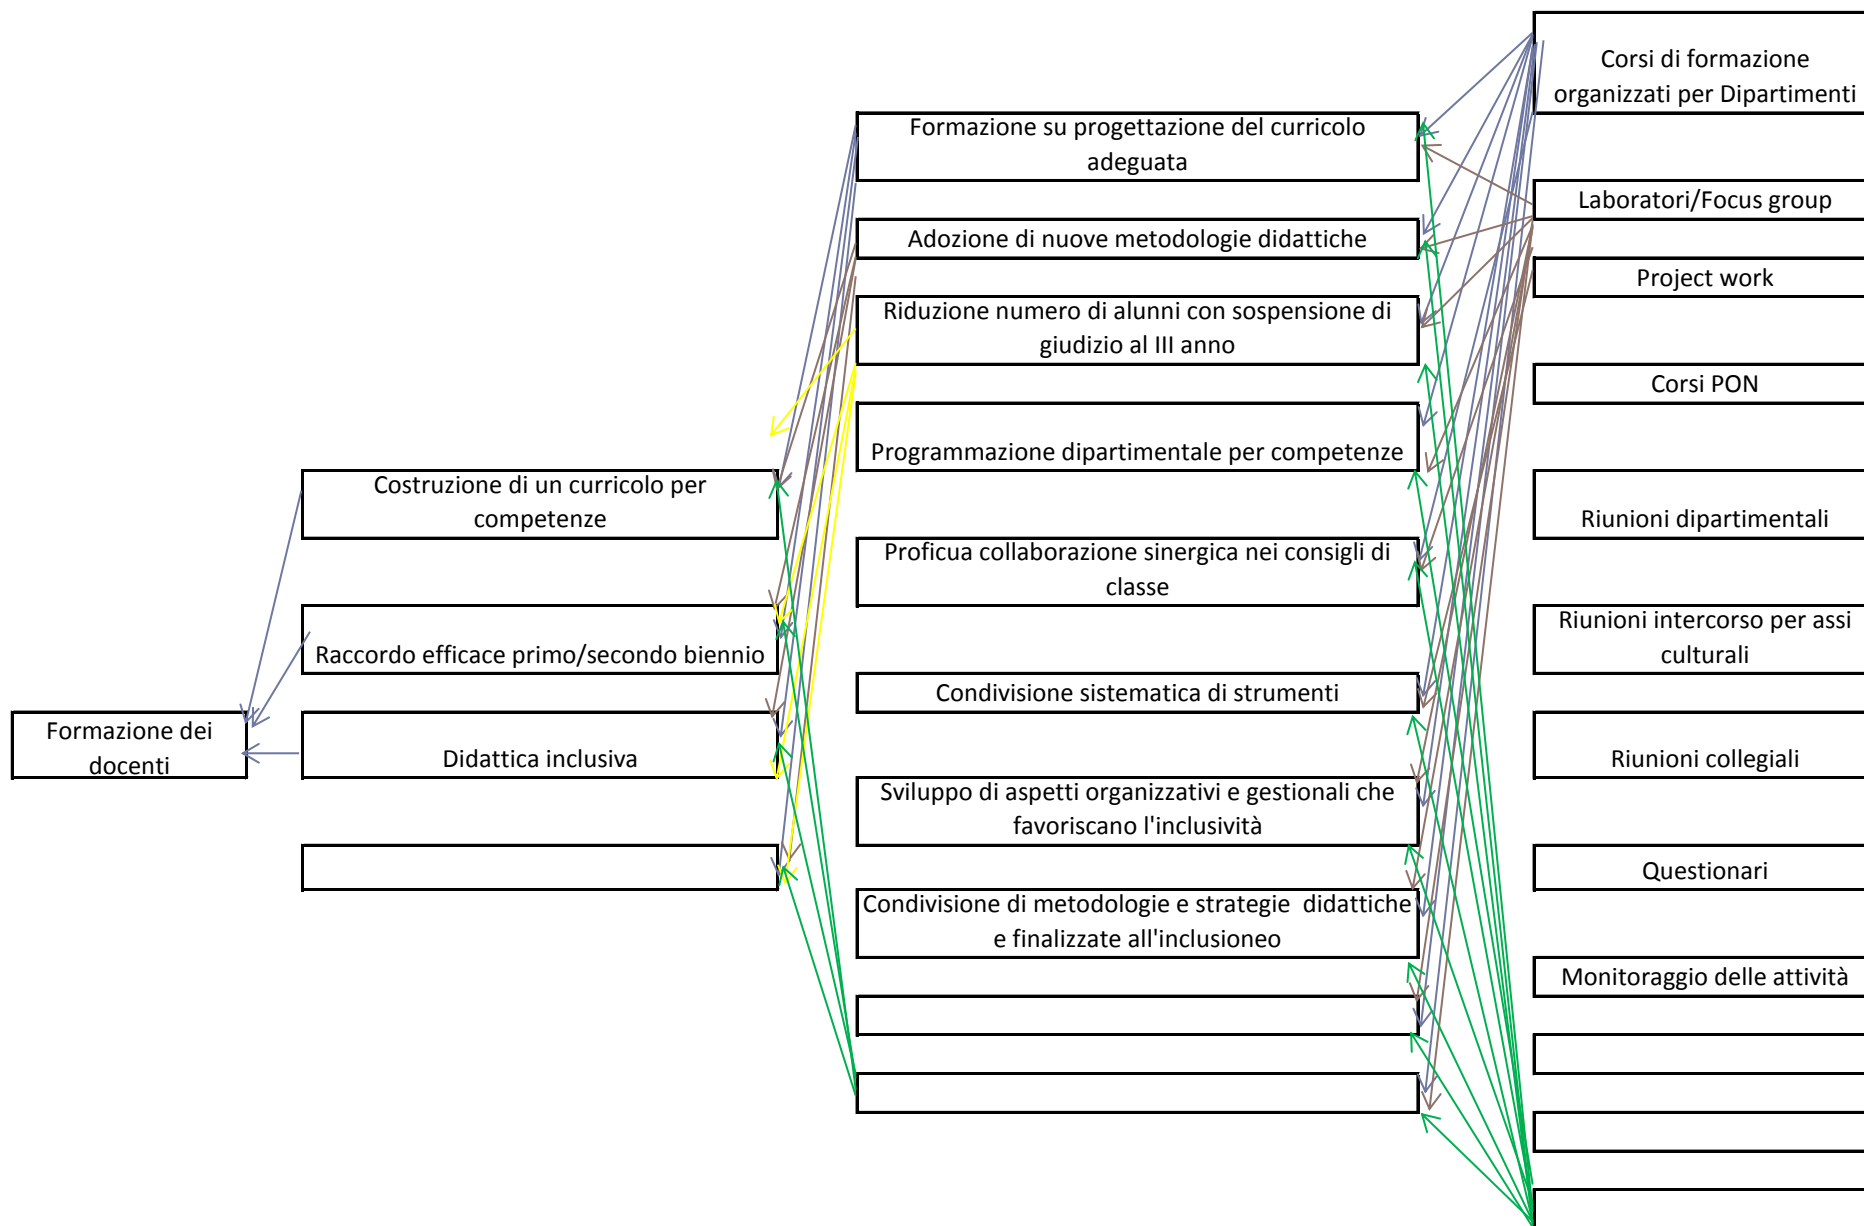 Formazione dei
docenti
Costruzione di un curricolo per
competenze
Raccordo efficace primo/secondo biennio
Didattica inclusiva
Formazione su progettazione del curricolo
adeguata
Adozione di nuove metodologie didattiche
Riduzione numero di alunni con sospensione di
giudizio al III anno
Programmazione dipartimentale per competenze
Proficua collaborazione sinergica nei consigli di
classe
Condivisione sistematica di strumenti
Sviluppo di aspetti organizzativi e gestionali che
favoriscano l'inclusività
Condivisione di metodologie e strategie  didattiche
e finalizzate all'inclusioneo
Corsi di formazione
organizzati per Dipartimenti
Laboratori/Focus group
Project work
Corsi PON
Riunioni dipartimentali
Riunioni intercorso per assi
culturali
Riunioni collegiali
Questionari
Monitoraggio delle attività